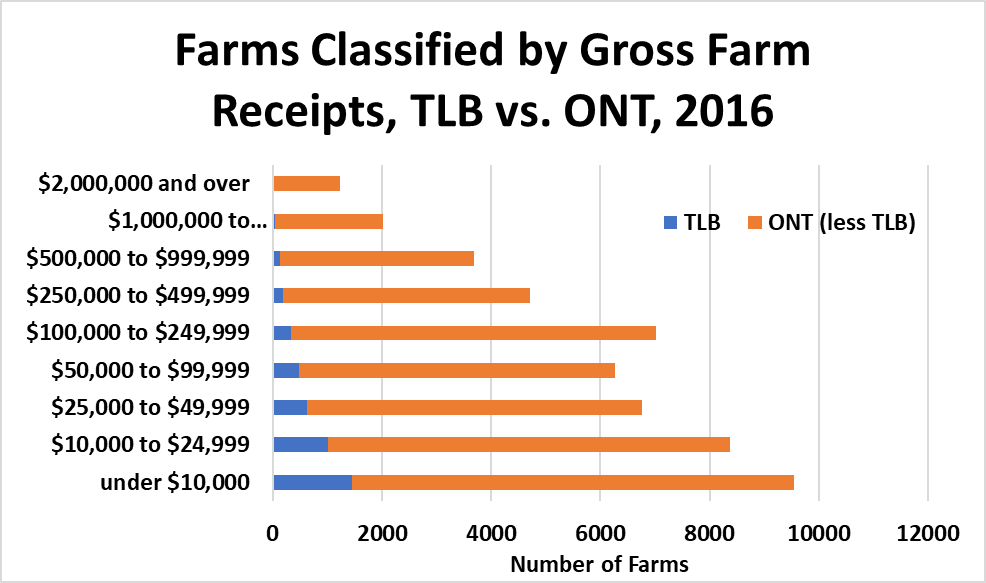 Farms Classified by Gross Farm
Receipts, TLB vs. ONT, 2016
$2,000,000 and over
$1,000,000 to...
TLB
ONT (less TLB)
$500,000 to $999,999
$250,000 to $499,999
$100,000 to $249,999
$50,000 to $99,999
$25,000 to $49,999
$10,000 to $24,999
under $10,000
0 2000 4000 6000 8000 10000 12000
Number of Farms